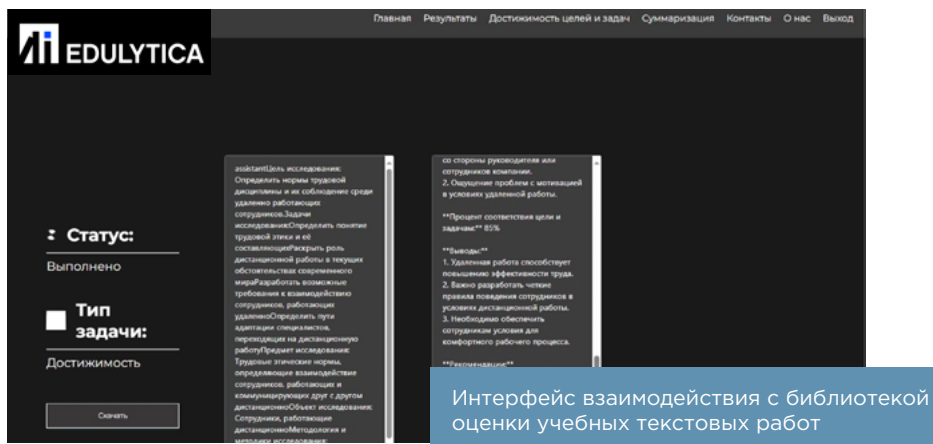 Главная Результаты Достижимость целей и задач Суммаризация Контакты О нас Выход
EDULYTICA
Статус:
Выполнено
Тип
задачи:
Достижимость
Скачать
assistantЦель исследования:
Определить нормы трудовой
дисциплины и их соблюдение среди
удаленно работающих
сотрудников.Задачи
исследованияОпределить понятие
трудовой этики и её
составляющиеРаскрыть роль
дистанционной работы в текущих
обстоятельствах современного
мираРазработать возможные
требования к взаимодействию
сотрудников, работающих
удаленноОпределить пути
адаптации специалистов,
переходящих на дистанционную
работуПредмет исследования:
Трудовые этические нормы,
определяющие взаимодействие
сотрудников, работающих и
коммуницирующих друг с другом
дистанционноОбъект исследования:
Сотрудники, работающие
дистанционноМетодология и
методики исследования:
со стороны руководителя или
сотрудников компании.
2. Ощущение проблем с мотивацией
в условиях удаленной работы.
**Процент соответствия цели и
задачам:** 85%
**Выводы:**
1. Удаленная работа способствует
повышению эффективности труда.
2. Важно разработать четкие
правила поведения сотрудников в
условиях дистанционной работы.
3. Необходимо обеспечить
сотрудникам условия для
комфортного рабочего процесса.
**Рекомендации:**
Интерфейс взаимодействия с библиотекой
оценки учебных текстовых работ